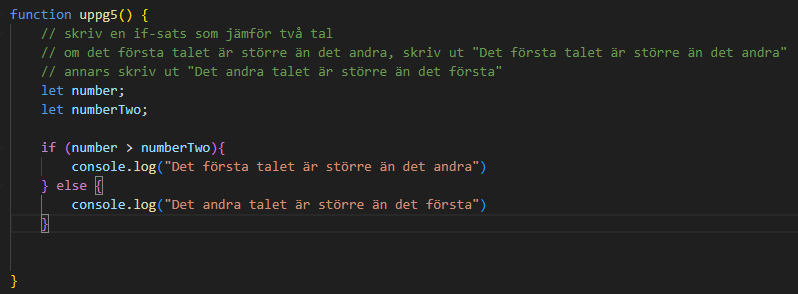 function uppg5() {
// skriv en if-sats som jämför två tal
// om det första talet är större än det andra, skriv ut "Det första talet är större än det andra"
// annars skriv ut "Det andra talet är större än det första"
let number;
let numberTwo;
if (number > numberTwo){
console.log("Det första talet är större än det andra")
} else {
console.log("Det andra talet är större än det första")
}
}